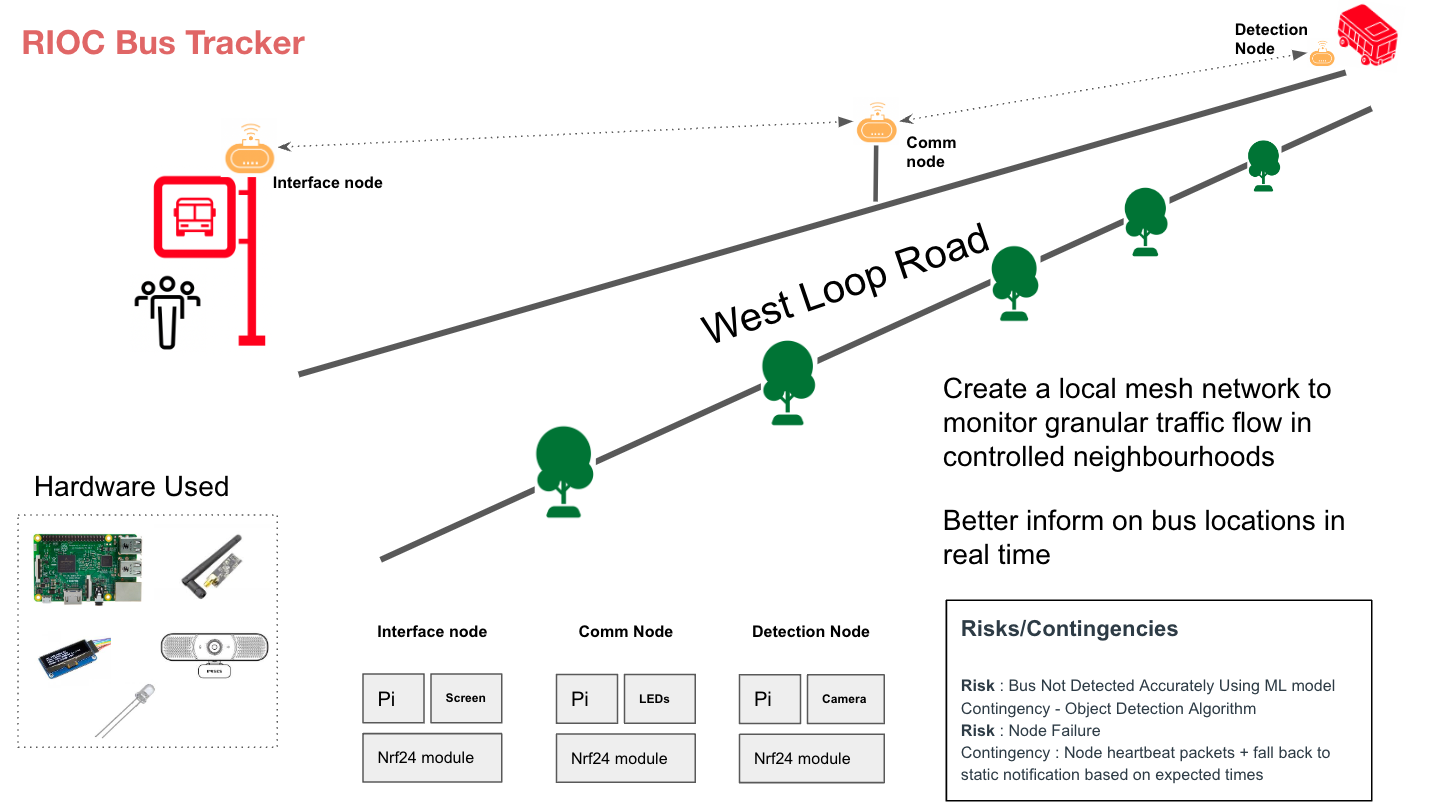 RIOC Bus Tracker
Detection
Node
Comm
node
Interface node
West Loop Road
Create a local mesh network to
monitor granular traffic flow in
controlled neighbourhoods
Better inform on bus locations in
real time
Hardware Used
Interface node
Pi
Screen
Nrf24 module
Comm Node
Pi
LEDs
Nrf24 module
Detection Node
Pi
Camera
Nrf24 module
Risks/Contingencies
Risk : Bus Not Detected Accurately Using ML model
Contingency - Object Detection Algorithm
Risk : Node Failure
Contingency : Node heartbeat packets + fall back to
static notification based on expected times